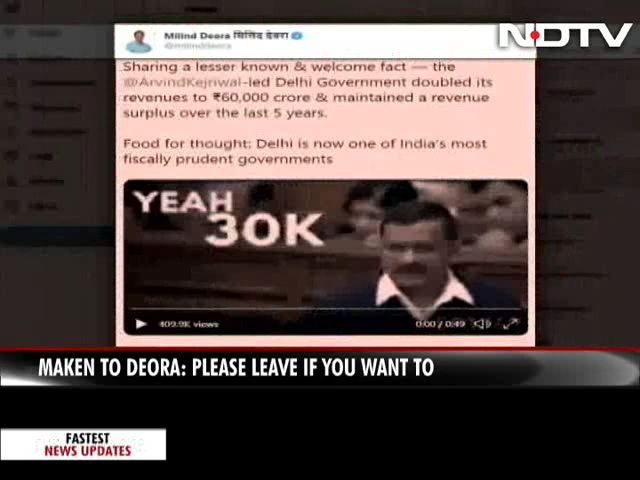 NDTV
Milind Deora मिलिंद देवरा
@milinddeora
Sharing a lesser known & welcome fact — the
@ArvindKejriwal-led Delhi Government doubled its
revenues to ₹60,000 crore & maintained a revenue
surplus over the last 5 years.
Food for thought: Delhi is now one of India's most
fiscally prudent governments
YEAH
30K
409.9K views
0:00 / 0:49
MAKEN TO DEORA: PLEASE LEAVE IF YOU WANT TO
FASTEST
NEWS UPDATES